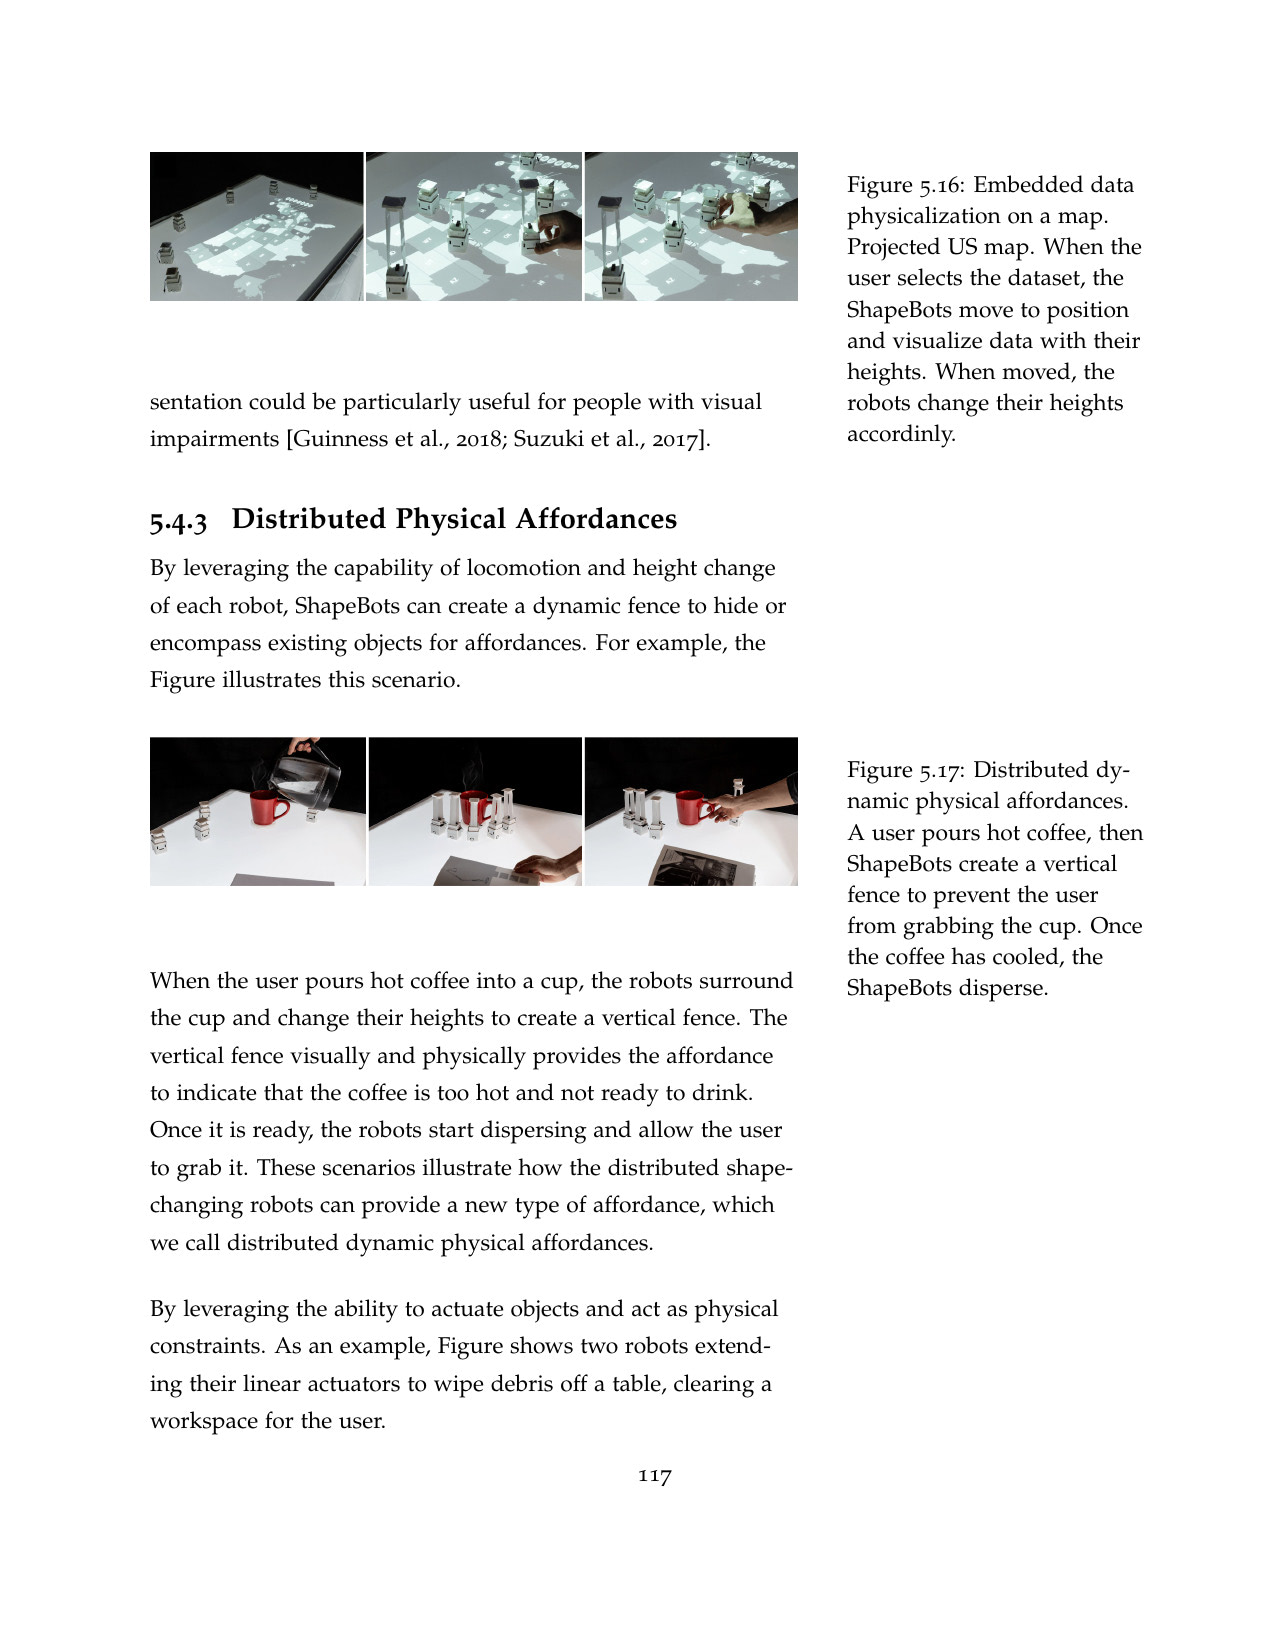 Figure 5.16: Embedded data
physicalization on a map.
Projected US map. When the
user selects the dataset, the
ShapeBots move to position
and visualize data with their
heights. When moved, the
robots change their heights
accordinly.
sentation could be particularly useful for people with visual
impairments [Guinness et al., 2018; Suzuki et al., 2017].
5.4.3 Distributed Physical Affordances
By leveraging the capability of locomotion and height change
of each robot, ShapeBots can create a dynamic fence to hide or
encompass existing objects for affordances. For example, the
Figure illustrates this scenario.
Figure 5.17: Distributed dy-
namic physical affordances.
A user pours hot coffee, then
ShapeBots create a vertical
fence to prevent the user
from grabbing the cup. Once
the coffee has cooled, the
ShapeBots disperse.
When the user pours hot coffee into a cup, the robots surround
the cup and change their heights to create a vertical fence. The
vertical fence visually and physically provides the affordance
to indicate that the coffee is too hot and not ready to drink.
Once it is ready, the robots start dispersing and allow the user
to grab it. These scenarios illustrate how the distributed shape-
changing robots can provide a new type of affordance, which
we call distributed dynamic physical affordances.
By leveraging the ability to actuate objects and act as physical
constraints. As an example, Figure shows two robots extend-
ing their linear actuators to wipe debris off a table, clearing a
workspace for the user.
117